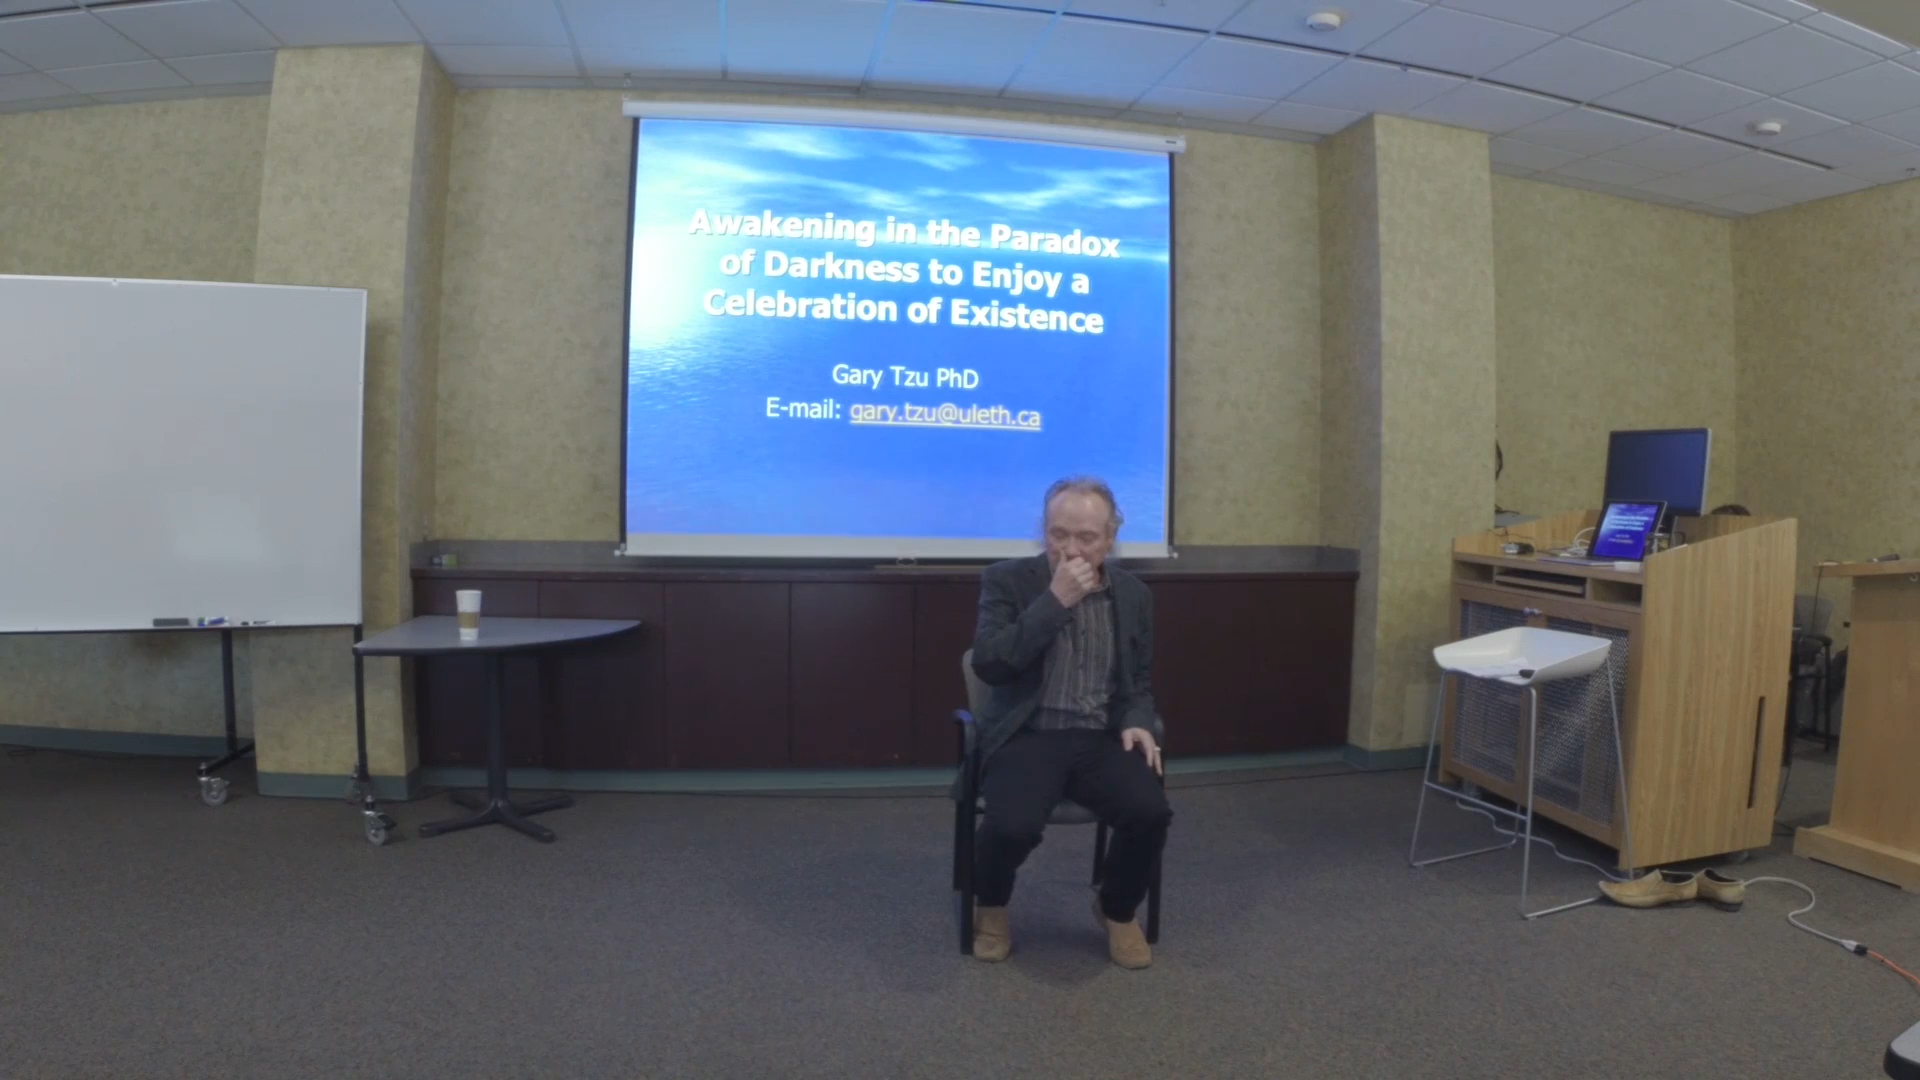 Awakening in the Paradox
of Darkness to Enjoy a
Celebration of Existence
Gary Tzu PhD
E-mail: gary.tzu@uleth.ca